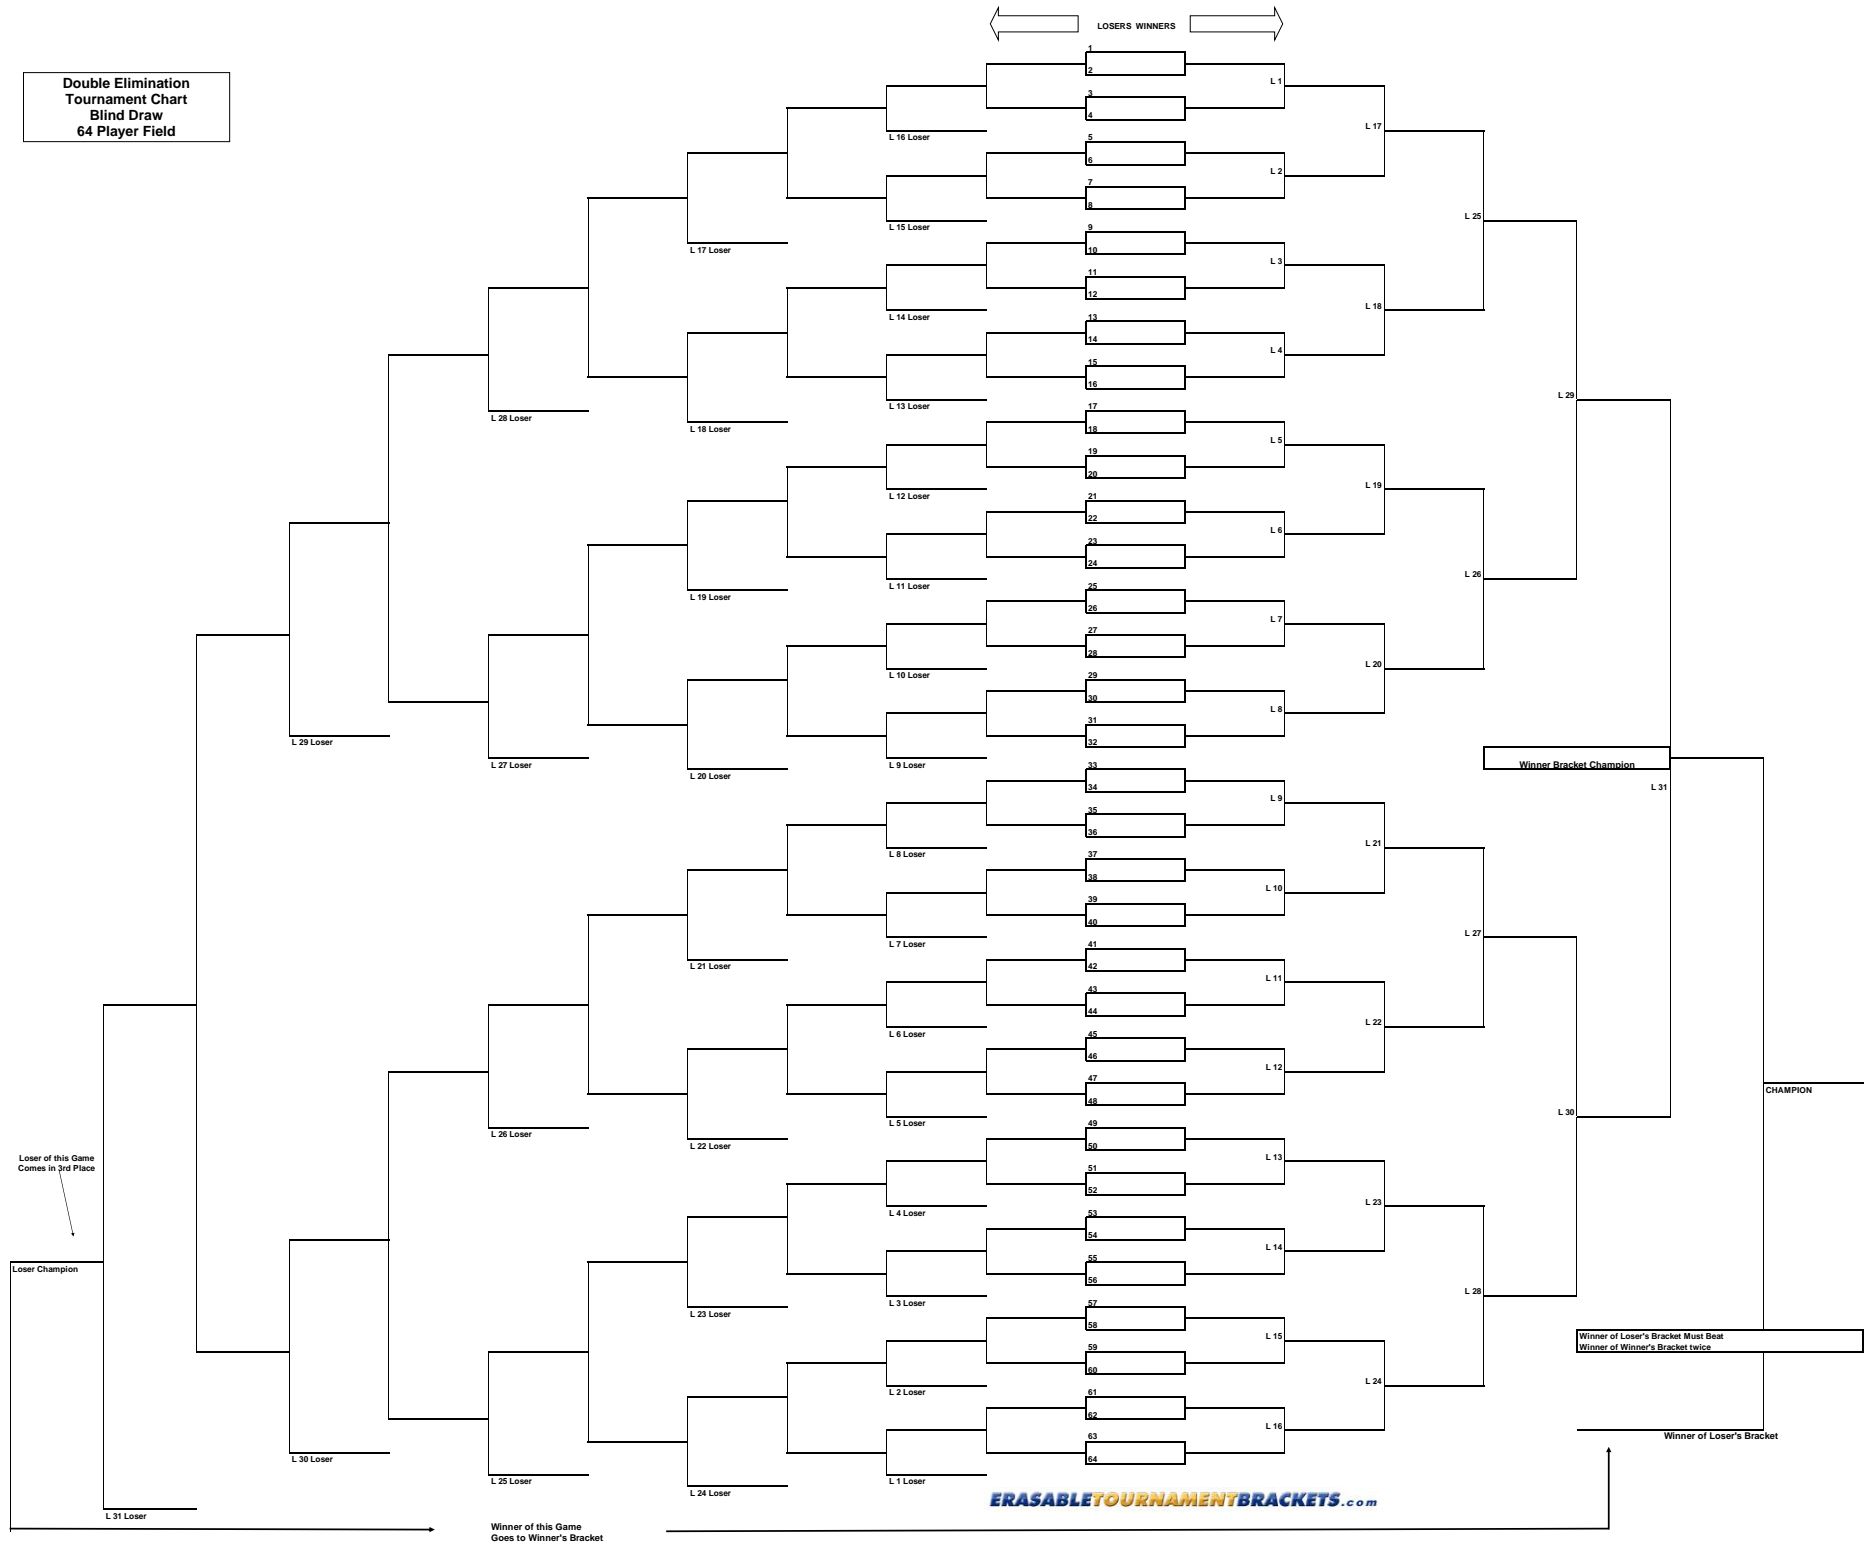 LOSERS WINNERS
Double Elimination
Tournament Chart
Blind Draw
64 Player Field
1
2
L 1
3
4
L 17
L 16 Loser
5
6
L 2
7
8
L 25
L 15 Loser
L 17 Loser
9
10
L 3
11
12
L 18
L 14 Loser
13
14
L 4
15
16
L 29
L 13 Loser
L 28 Loser
L 18 Loser
17
18
L 5
19
20
L 19
L 12 Loser
21
22
L 6
23
24
L 26
L 11 Loser
L 19 Loser
25
26
L 7
27
28
L 20
L 10 Loser
29
30
L 8
31
32
L 29 Loser
L 27 Loser
L 20 Loser
L 9 Loser
Winner Bracket Champion
L 31
33
34
L 9
35
36
L 21
L 8 Loser
37
38
L 10
39
40
L 27
L 7 Loser
L 21 Loser
41
42
L 11
43
44
L 22
L 6 Loser
45
46
L 12
47
48
CHAMPION
L 30
L 5 Loser
L 26 Loser
L 22 Loser
49
50
L 13
51
52
L 23
Loser of this Game
Comes in 3rd Place
L 4 Loser
53
54
L 14
55
56
Loser Champion
L 28
L 3 Loser
L 23 Loser
57
58
L 15
59
60
Winner of Loser's Bracket Must Beat
Winner of Winner's Bracket twice
L 24
L 2 Loser
61
62
L 16
63
64
Winner of Loser's Bracket
L 30 Loser
L 25 Loser
L 24 Loser
L 1 Loser
ERASABLETOURNAMENTBRACKETS.com
L 31 Loser
Winner of this Game
Goes to Winner's Bracket